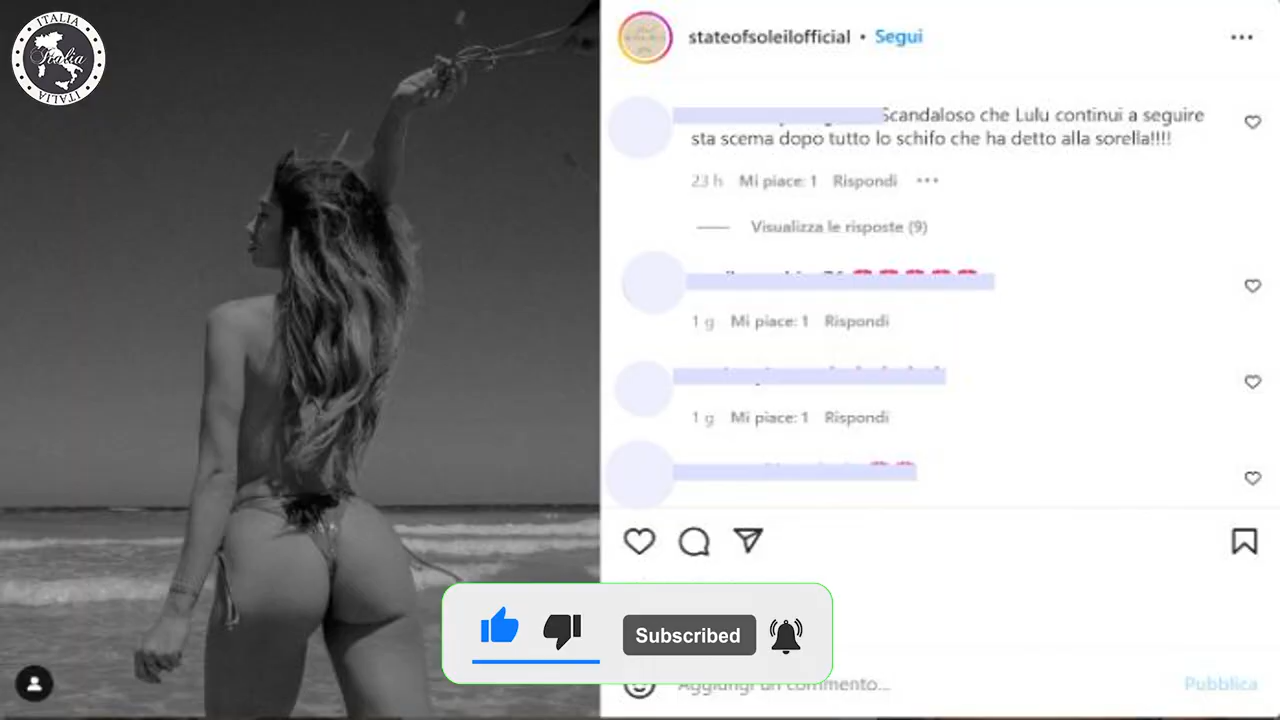 ITALIA
Italia
ITALIA
stateofsoleilofficial • Segui
Scandaloso che Lulu continui a seguire
sta scema dopo tutto lo schifo che ha detto alla sorella!!!!
23 h Mi piace: 1 Rispondi
Visualizza le risposte (9)
1 g Mi piace: 1 Rispondi
1 g Mi piace: 1 Rispondi
Subscribed
Aggiungi un commento...
Pubblica